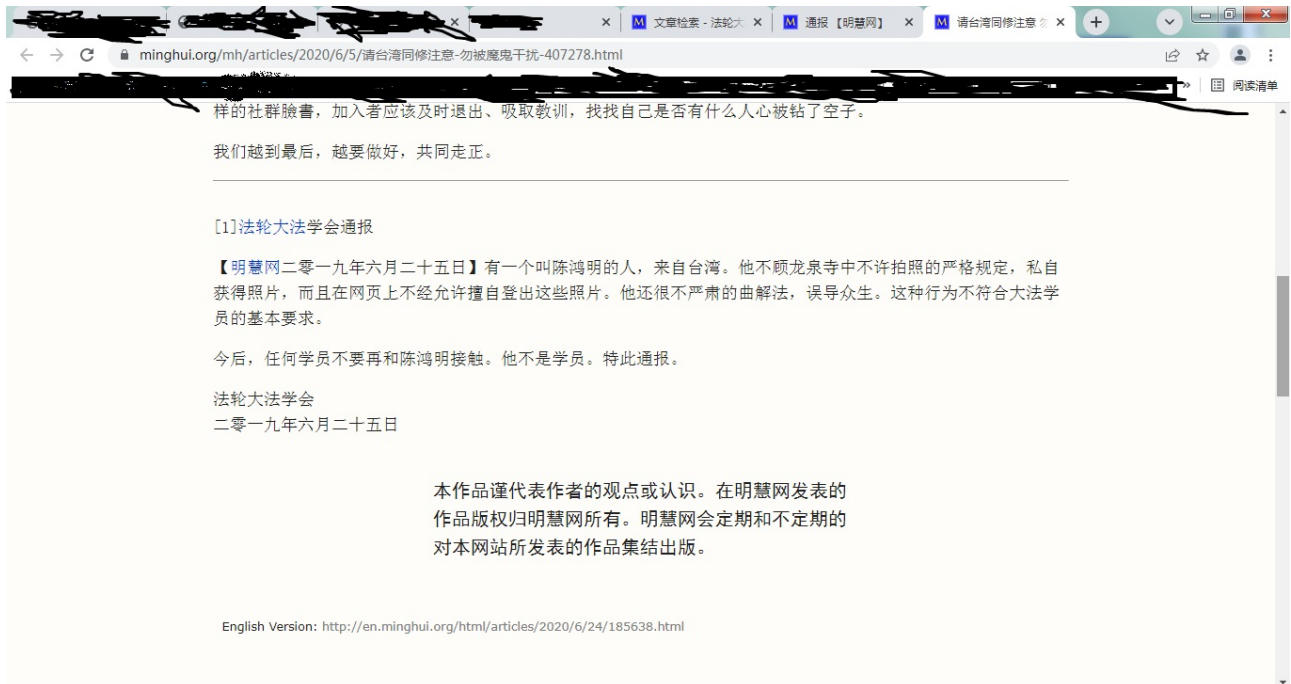 文章检索 - 法轮大
通报【明慧网】
请台湾同修注意 勿
minghui.org/mh/articles/2020/6/5/请台湾同修注意-勿被魔鬼干扰-407278.html
» 阅读清单
样的社群臉書，加入者应该及时退出、吸取教训，找找自己是否有什么人心被钻了空子。
我们越到最后，越要做好，共同走正。
[1]法轮大法学会通报
【明慧网二零一九年六月二十五日】有一个叫陈鸿明的人，来自台湾。他不顾龙泉寺中不许拍照的严格规定，私自
获得照片，而且在网页上不经允许擅自登出这些照片。他还很不严肃的曲解法，误导众生。这种行为不符合大法学
员的基本要求。
今后，任何学员不要再和陈鸿明接触。他不是学员。特此通报。
法轮大法学会
二零一九年六月二十五日
本作品谨代表作者的观点或认识。在明慧网发表的
作品版权归明慧网所有。明慧网会定期和不定期的
对本网站所发表的作品集结出版。
English Version: http://en.minghui.org/html/articles/2020/6/24/185638.html